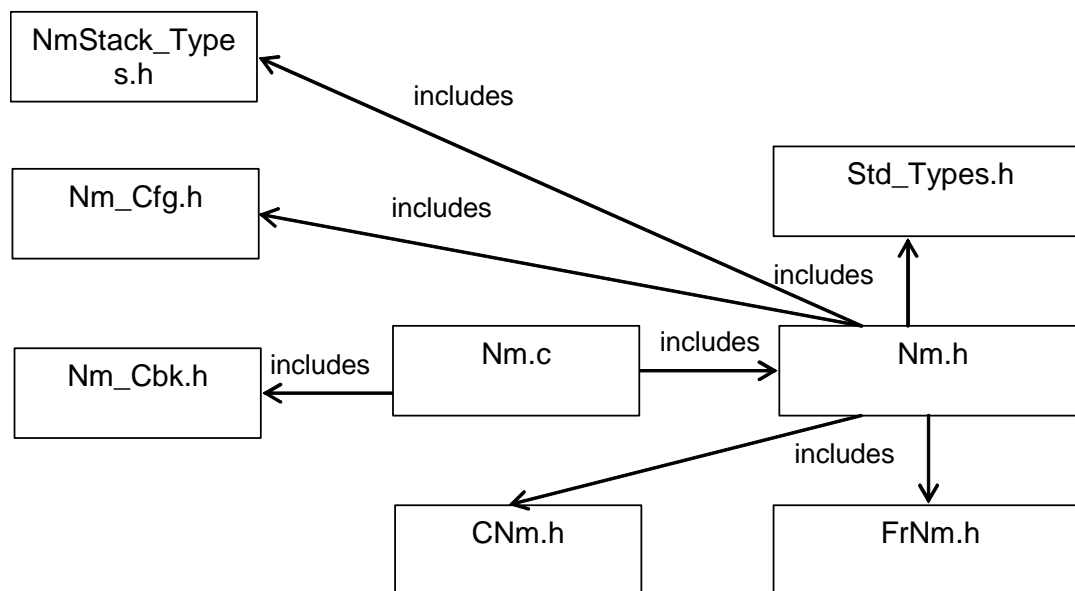 NmStack_Type
s.h
includes
Std_Types.h
Nm_Cfg.h
includes
includes
Nm_Cbk.h
includes
Nm.c
includes
Nm.h
includes
CNm.h
FrNm.h